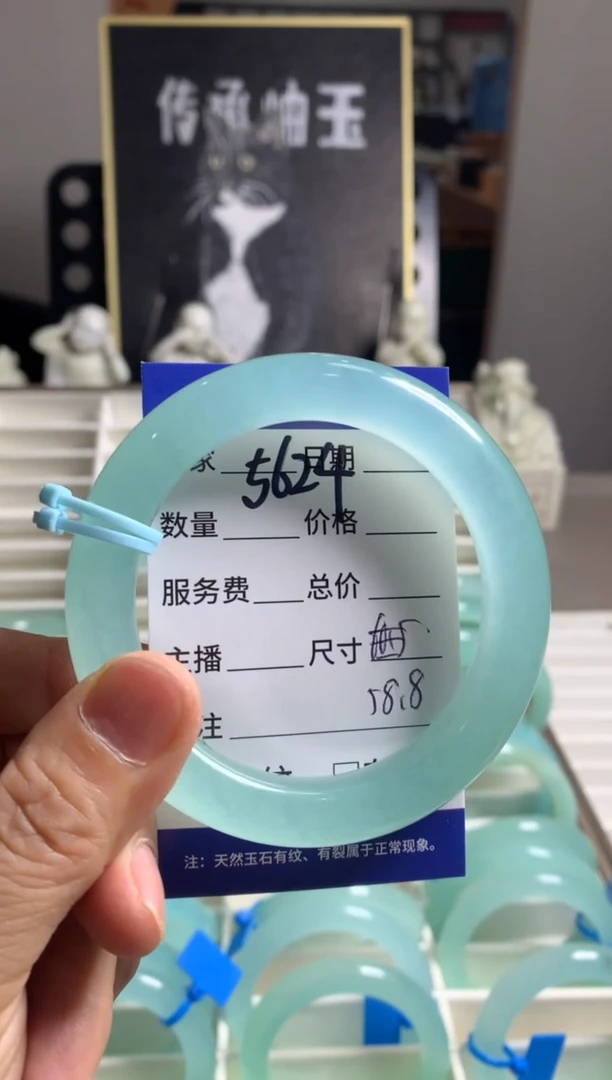 传承岫玉
家 日期
5624
数量 价格
服务费 总价
主播 尺寸
58.8
注
注：天然玉石有纹、有裂属于正常现象。